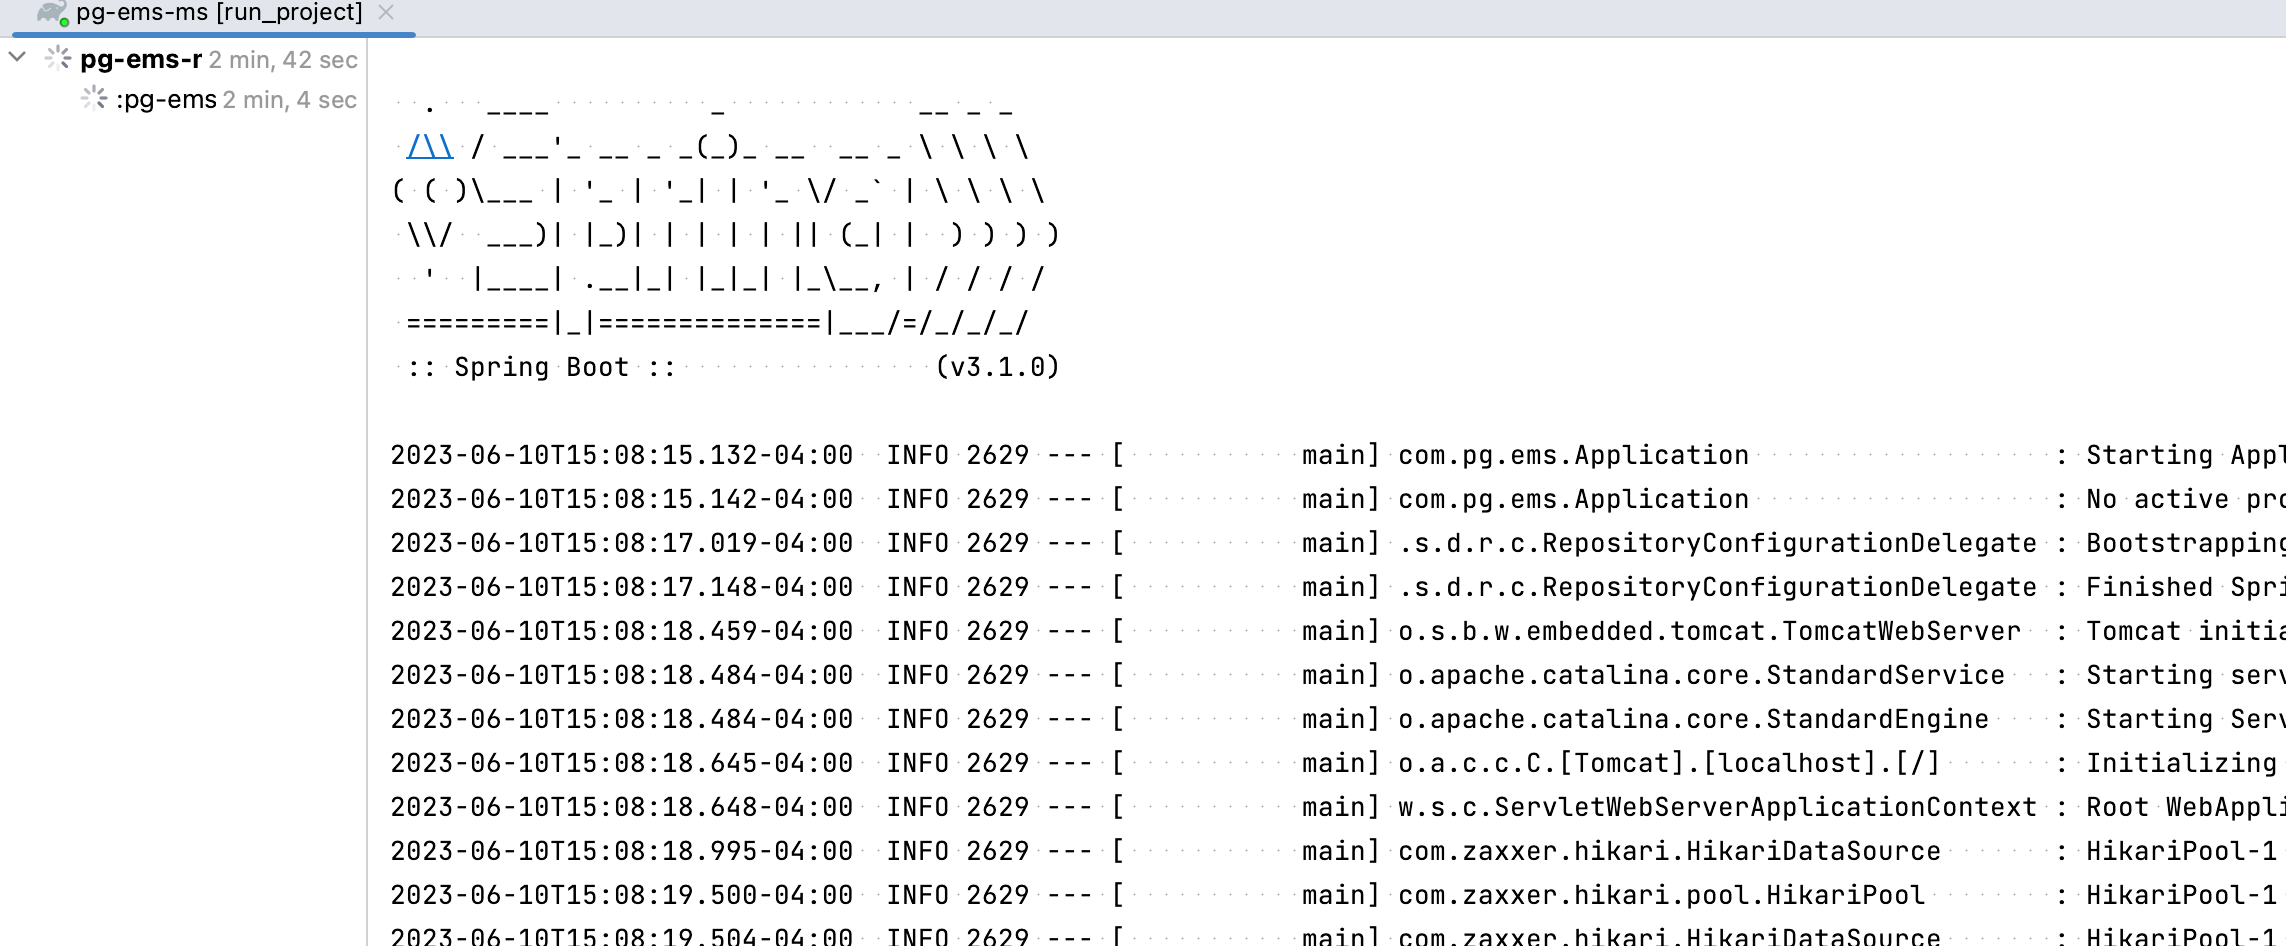 pg-ems-ms [run_project]
pg-ems-r 2 min, 42 sec
:pg-ems 2 min, 4 sec
  .   ____          _            __ _ _
 /\\ / ___'_ __ _ _(_)_ __  __ _ \ \ \ \
( ( )\___ | '_ | '_| | '_ \/ _` | \ \ \ \
 \\/  ___)| |_)| | | | | || (_| |  ) ) ) )
  '  |____| .__|_| |_|_| |_\__, | / / / /
 =========|_|==============|___/=/_/_/_/
 :: Spring Boot ::                (v3.1.0)
2023-06-10T15:08:15.132-04:00  INFO 2629 --- [           main] com.pg.ems.Application                   : Starting Appl
2023-06-10T15:08:15.142-04:00  INFO 2629 --- [           main] com.pg.ems.Application                   : No active pro
2023-06-10T15:08:17.019-04:00  INFO 2629 --- [           main] .s.d.r.c.RepositoryConfigurationDelegate : Bootstrapping
2023-06-10T15:08:17.148-04:00  INFO 2629 --- [           main] .s.d.r.c.RepositoryConfigurationDelegate : Finished Spri
2023-06-10T15:08:18.459-04:00  INFO 2629 --- [           main] o.s.b.w.embedded.tomcat.TomcatWebServer  : Tomcat initia
2023-06-10T15:08:18.484-04:00  INFO 2629 --- [           main] o.apache.catalina.core.StandardService   : Starting serv
2023-06-10T15:08:18.484-04:00  INFO 2629 --- [           main] o.apache.catalina.core.StandardEngine    : Starting Serv
2023-06-10T15:08:18.645-04:00  INFO 2629 --- [           main] o.a.c.c.C.[Tomcat].[localhost].[/]       : Initializing
2023-06-10T15:08:18.648-04:00  INFO 2629 --- [           main] w.s.c.ServletWebServerApplicationContext : Root WebAppli
2023-06-10T15:08:18.995-04:00  INFO 2629 --- [           main] com.zaxxer.hikari.HikariDataSource       : HikariPool-1
2023-06-10T15:08:19.500-04:00  INFO 2629 --- [           main] com.zaxxer.hikari.pool.HikariPool        : HikariPool-1
2023-06-10T15:08:19.504-04:00  INFO 2629 --- [           main] com.zaxxer.hikari.HikariDataSource       : HikariPool-1